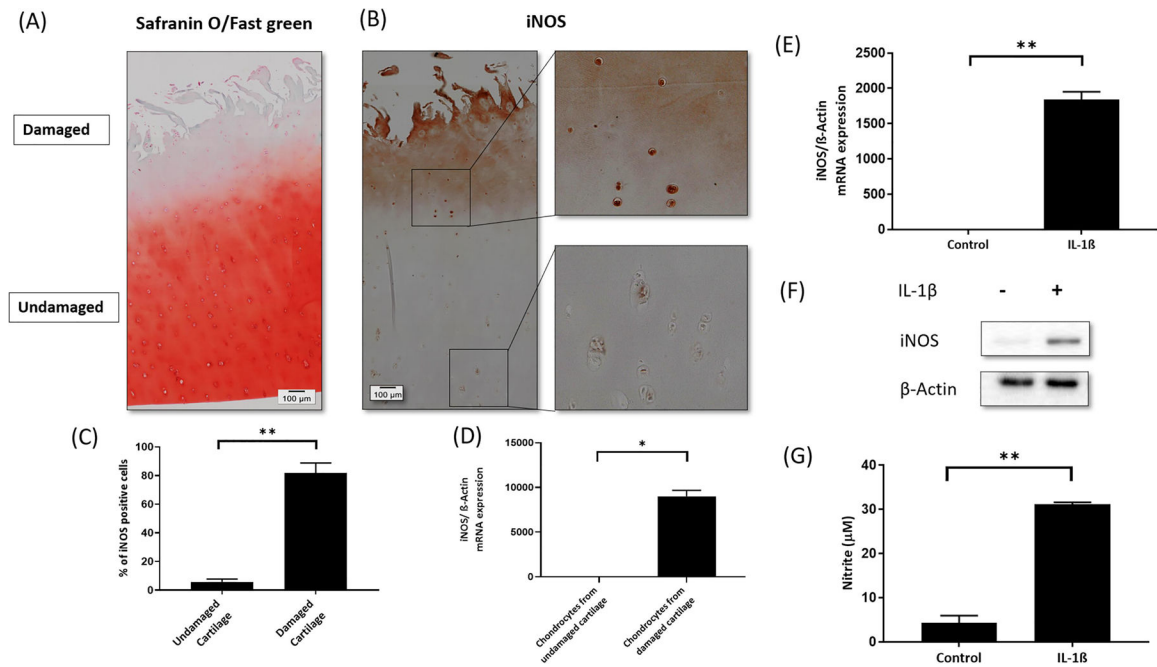 (A)
Safranin O/Fast green
Damaged
Undamaged
100 µm
(B)
iNOS
100 µm
(C)
% of iNOS positive cells
100
80
60
40
20
0
**
Undamaged
Cartilage
Damaged
Cartilage
(D)
iNOS/ ß-Actin
mRNA expression
15000
10000
5000
0
*
Chondrocytes from
undamaged cartilage
Chondrocytes from
damaged cartilage
(E)
iNOS/ß-Actin
mRNA expression
2500
2000
1500
1000
500
0
**
Control
IL-1ß
(F)
IL-1β - +
iNOS
β-Actin
(G)
Nitrite (µM)
40
30
20
10
0
**
Control
IL-1ß